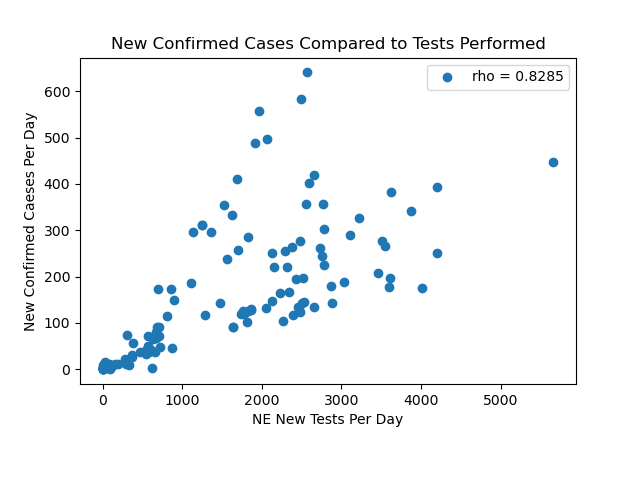 New Confirmed Cases Compared to Tests Performed
rho = 0.8285
600
500
400
300
200
100
0
New Confirmed Caeses Per Day
0 1000 2000 3000 4000 5000
NE New Tests Per Day